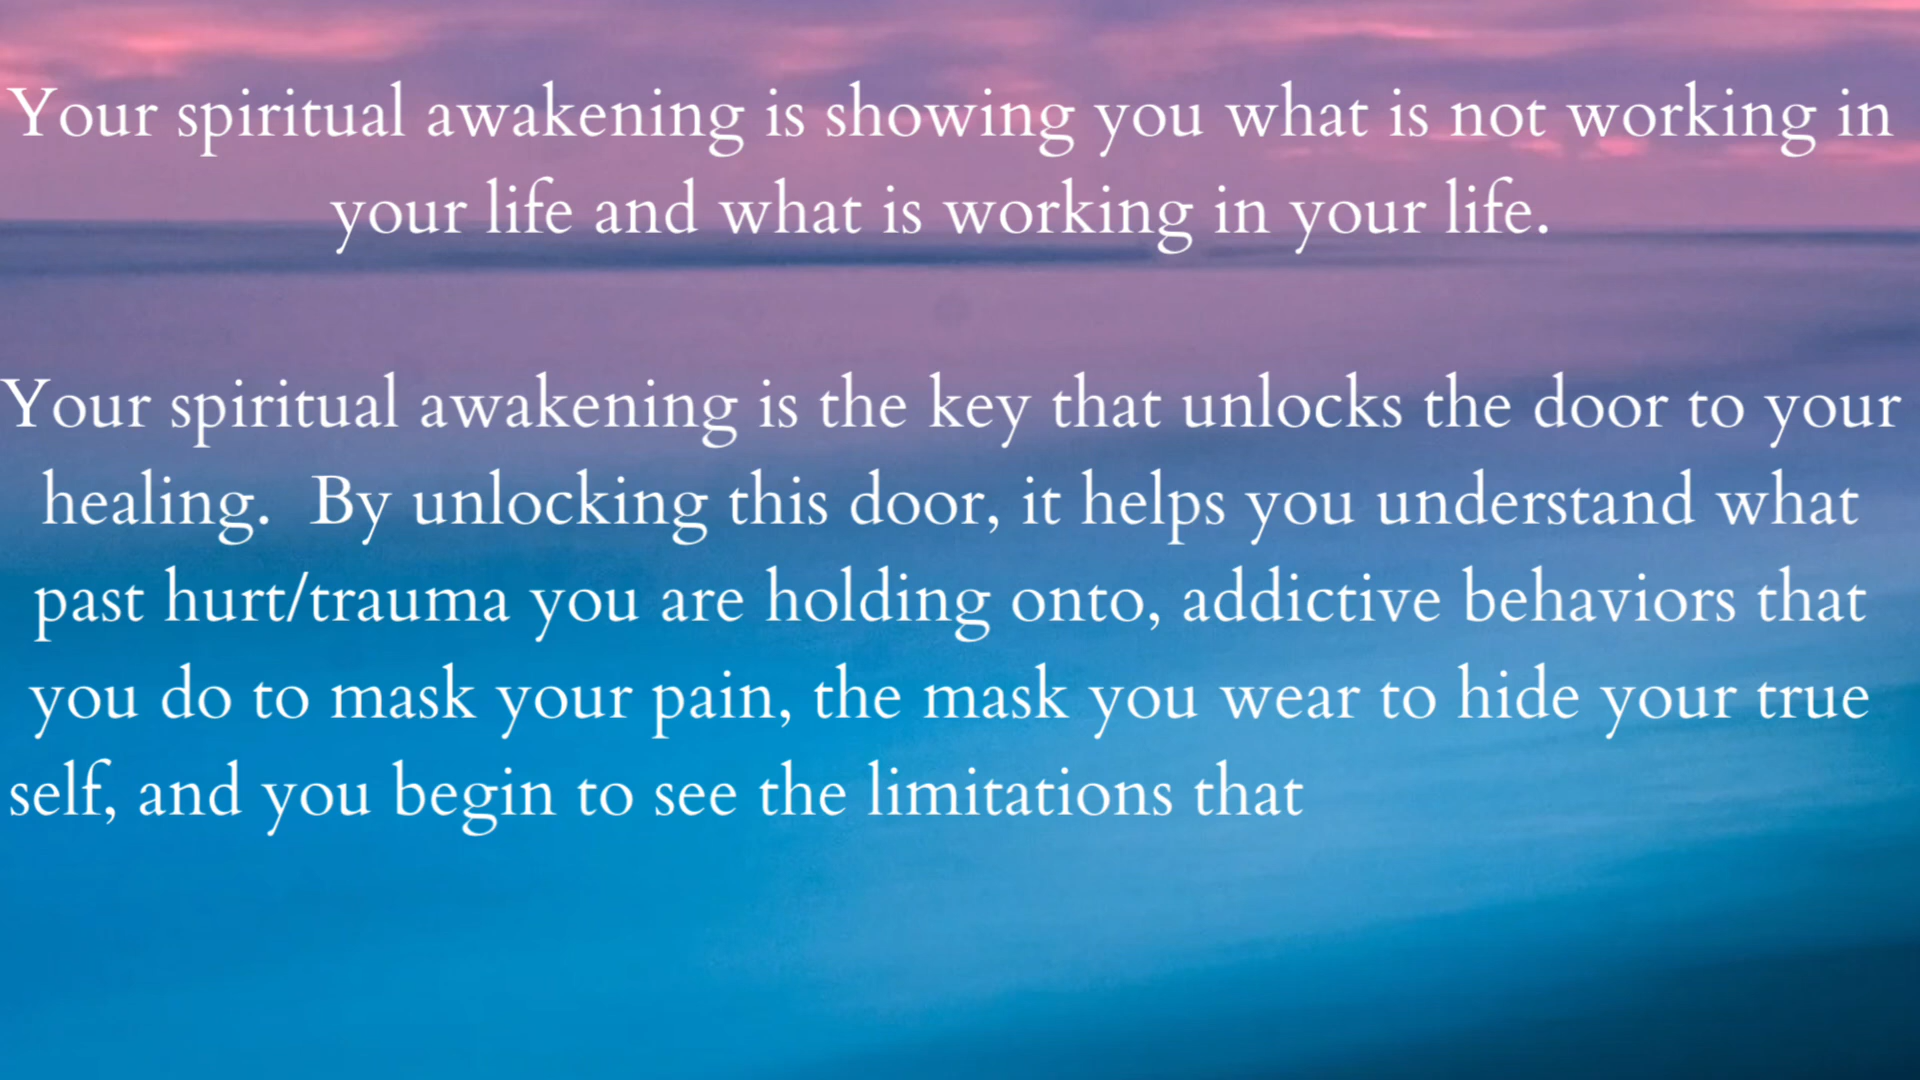 Your spiritual awakening is showing you what is not working in
your life and what is working in your life.
Your spiritual awakening is the key that unlocks the door to your
healing.  By unlocking this door, it helps you understand what
past hurt/trauma you are holding onto, addictive behaviors that
you do to mask your pain, the mask you wear to hide your true
self, and you begin to see the limitations that